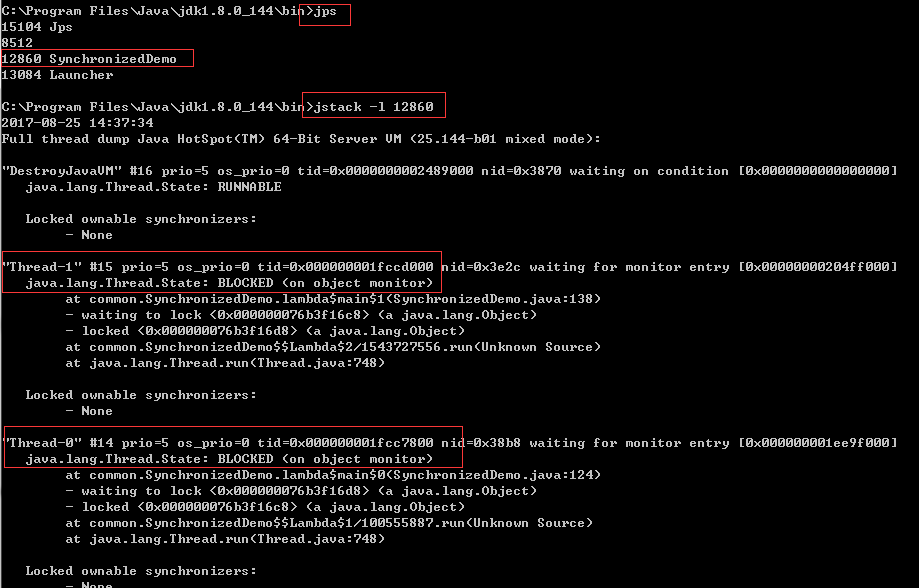 C:\Program Files\Java\jdk1.8.0_144\bin>jps
15104 Jps
8512
12860 SynchronizedDemo
13084 Launcher
C:\Program Files\Java\jdk1.8.0_144\bin>jstack -l 12860
2017-08-25 14:37:34
Full thread dump Java HotSpot(TM) 64-Bit Server VM (25.144-b01 mixed mode):
"DestroyJavaVM" #16 prio=5 os_prio=0 tid=0x0000000002489000 nid=0x3870 waiting on condition [0x0000000000000000]
java.lang.Thread.State: RUNNABLE
Locked ownable synchronizers:
- None
"Thread-1" #15 prio=5 os_prio=0 tid=0x000000001fccd000 nid=0x3e2c waiting for monitor entry [0x00000000204ff000]
java.lang.Thread.State: BLOCKED (on object monitor)
at common.SynchronizedDemo.lambda$main$1(SynchronizedDemo.java:138)
- waiting to lock <0x000000076b3f16c8> (a java.lang.Object)
- locked <0x000000076b3f16d8> (a java.lang.Object)
at common.SynchronizedDemo$$Lambda$2/1543727556.run(Unknown Source)
at java.lang.Thread.run(Thread.java:748)
Locked ownable synchronizers:
- None
"Thread-0" #14 prio=5 os_prio=0 tid=0x000000001fcc7800 nid=0x38b8 waiting for monitor entry [0x000000001ee9f000]
java.lang.Thread.State: BLOCKED (on object monitor)
at common.SynchronizedDemo.lambda$main$0(SynchronizedDemo.java:124)
- waiting to lock <0x000000076b3f16d8> (a java.lang.Object)
- locked <0x000000076b3f16c8> (a java.lang.Object)
at common.SynchronizedDemo$$Lambda$1/100555887.run(Unknown Source)
at java.lang.Thread.run(Thread.java:748)
Locked ownable synchronizers:
- None